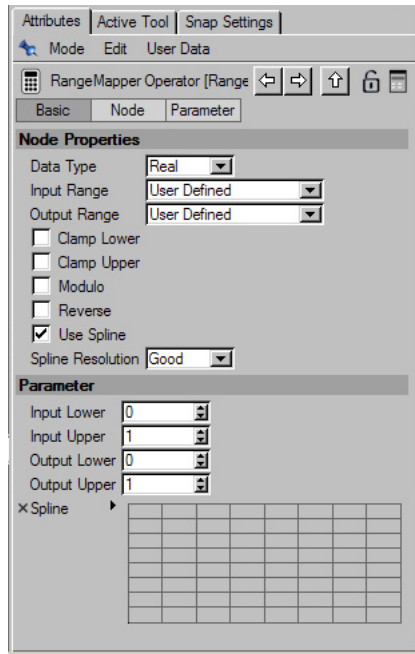 Attributes Active Tool Snap Settings
Mode Edit User Data
RangeMapper Operator [Range
Basic Node Parameter
Node Properties
Data Type Real
Input Range User Defined
Output Range User Defined
Clamp Lower
Clamp Upper
Modulo
Reverse
Use Spline
Spline Resolution Good
Parameter
Input Lower 0
Input Upper 1
Output Lower 0
Output Upper 1
Spline